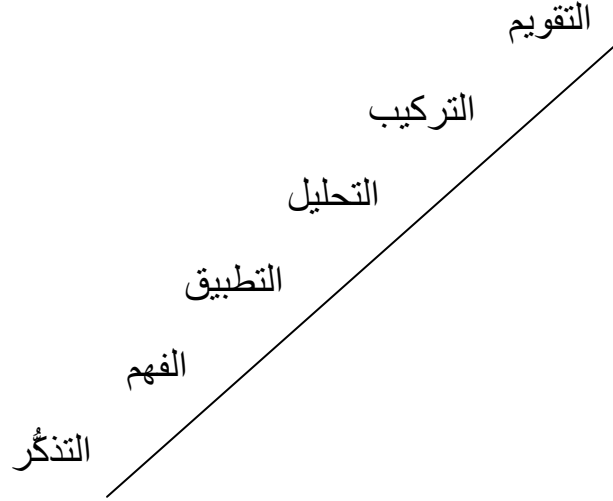 التقويم
التركيب
التحليل
التطبيق
الفهم
التذكُّر